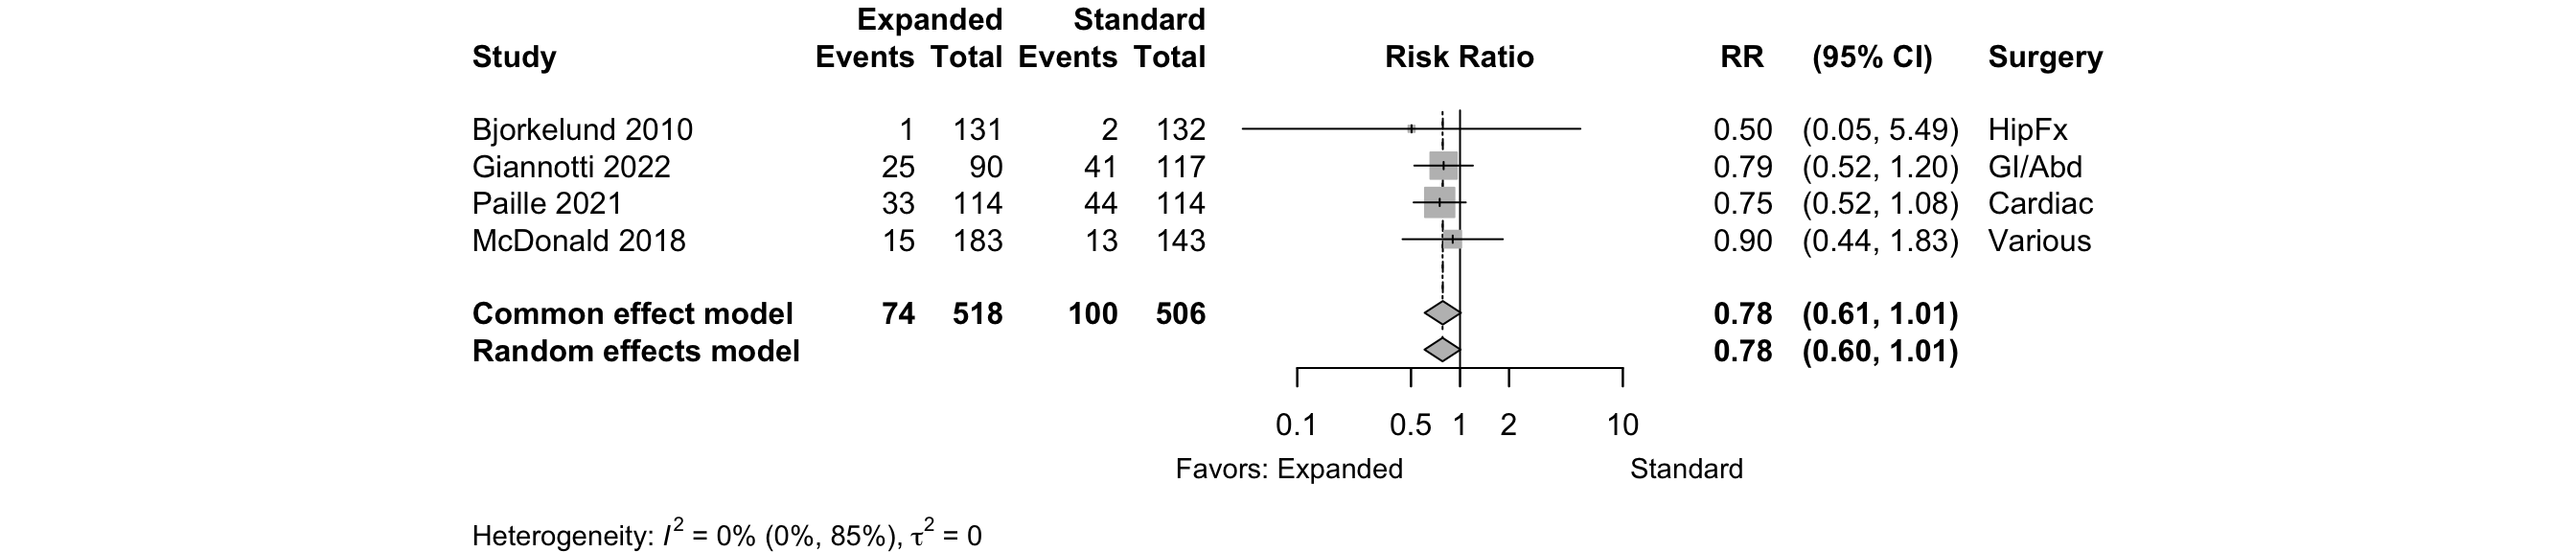 Expanded Standard
Study Events Total Events Total Risk Ratio RR (95% CI) Surgery
Bjorkelund 2010 1 131 2 132 0.50 (0.05, 5.49) HipFx
Giannotti 2022 25 90 41 117 0.79 (0.52, 1.20) GI/Abd
Paille 2021 33 114 44 114 0.75 (0.52, 1.08) Cardiac
McDonald 2018 15 183 13 143 0.90 (0.44, 1.83) Various
Common effect model 74 518 100 506 0.78 (0.61, 1.01)
Random effects model 0.78 (0.60, 1.01)
0.1 0.5 1 2 10
Favors: Expanded Standard
Heterogeneity: I² = 0% (0%, 85%), τ² = 0